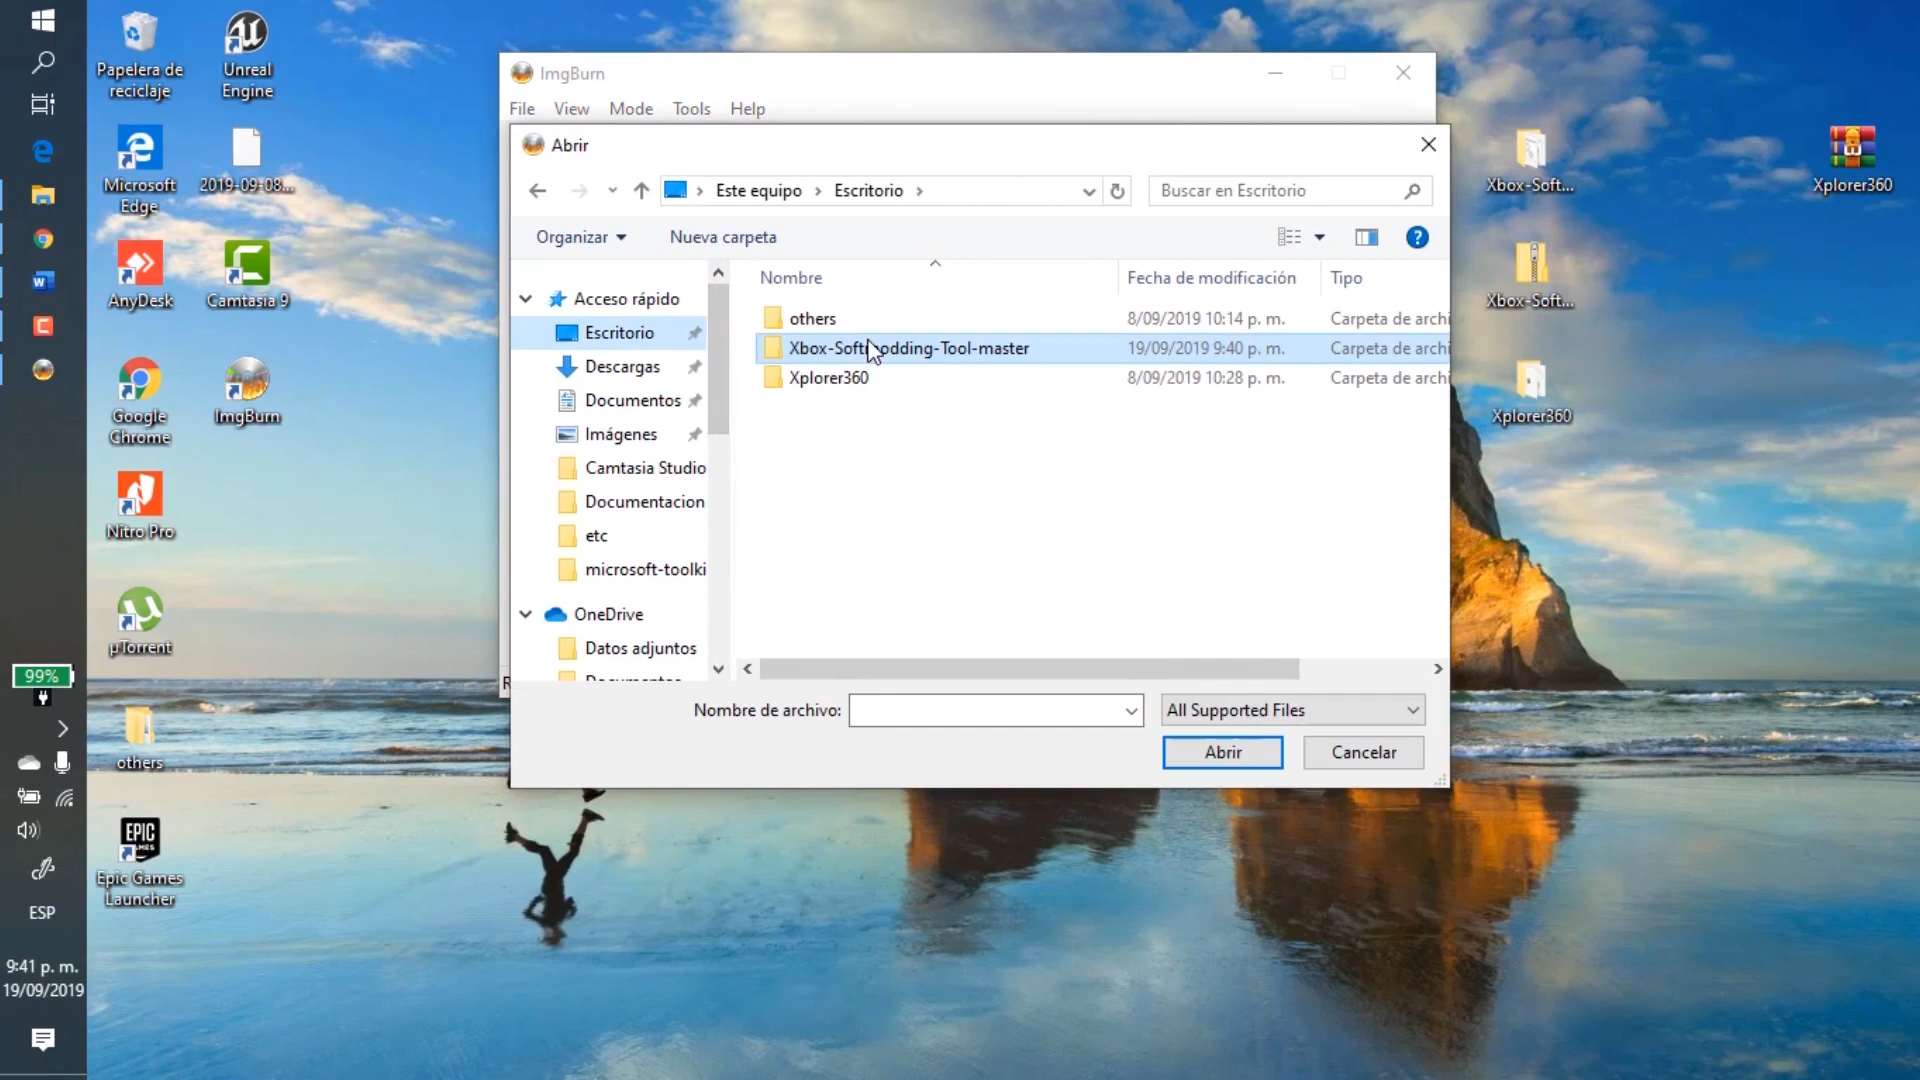 Papelera de
reciclaje
Unreal
Engine
Microsoft
Edge
2019-09-08...
AnyDesk
Camtasia 9
Google
Chrome
ImgBurn
Nitro Pro
µTorrent
others
EPIC
GAMES
Epic Games
Launcher
99%
ESP
9:41 p. m.
19/09/2019
ImgBurn
File View Mode Tools Help
Abrir
Este equipo Escritorio
Buscar en Escritorio
Organizar Nueva carpeta
Acceso rápido
Escritorio
Descargas
Documentos
Imágenes
Camtasia Studio
Documentacion
etc
microsoft-toolki
OneDrive
Datos adjuntos
Nombre Fecha de modificación Tipo
others 8/09/2019 10:14 p. m. Carpeta de archi
Xbox-Softmodding-Tool-master 19/09/2019 9:40 p. m. Carpeta de archi
Xplorer360 8/09/2019 10:28 p. m. Carpeta de archi
Nombre de archivo:
All Supported Files
Abrir Cancelar
Xbox-Soft...
Xbox-Soft...
Xplorer360
Xplorer360